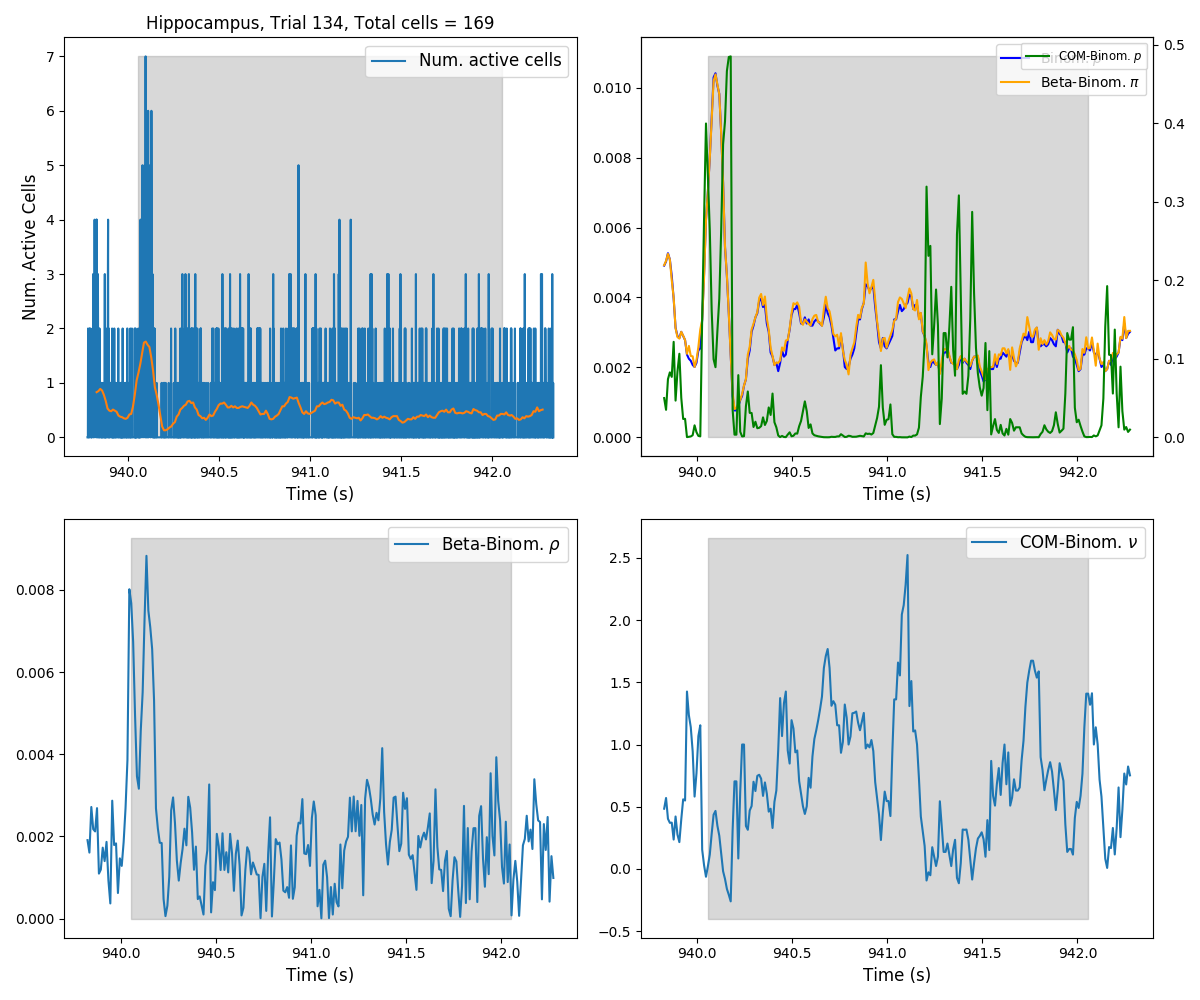 Hippocampus, Trial 134, Total cells = 169
Num. active cells
Num. Active Cells
7
6
5
4
3
2
1
0
940.0 940.5 941.0 941.5 942.0
Time (s)
COM-Binom. p
Beta-Binom. π
0.010
0.008
0.006
0.004
0.002
0.000
0.5
0.4
0.3
0.2
0.1
0.0
940.0 940.5 941.0 941.5 942.0
Time (s)
Beta-Binom. ρ
0.008
0.006
0.004
0.002
0.000
940.0 940.5 941.0 941.5 942.0
Time (s)
COM-Binom. ν
2.5
2.0
1.5
1.0
0.5
0.0
−0.5
940.0 940.5 941.0 941.5 942.0
Time (s)